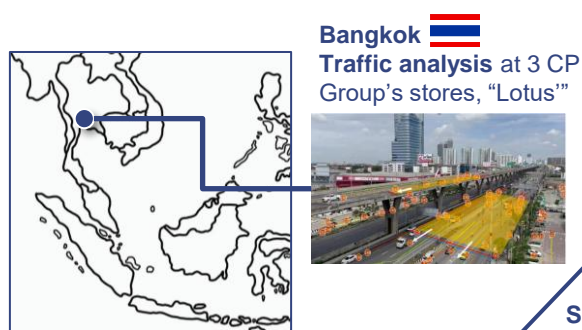 Bangkok
Traffic analysis at 3 CP
Group's stores, “Lotus'”
S